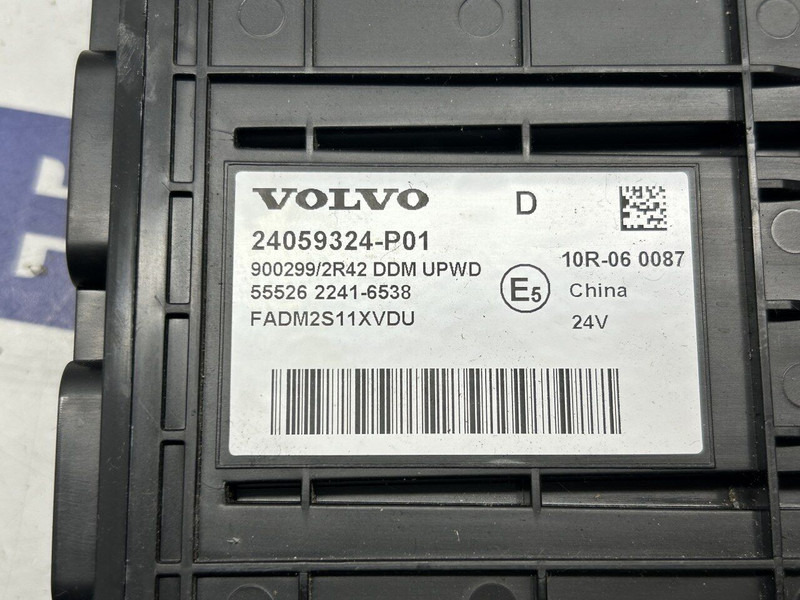 VOLVO D
24059324-P01
900299/2R42 DDM UPWD 10R-06 0087
55526 2241-6538 E5 China
FADM2S11XVDU 24V